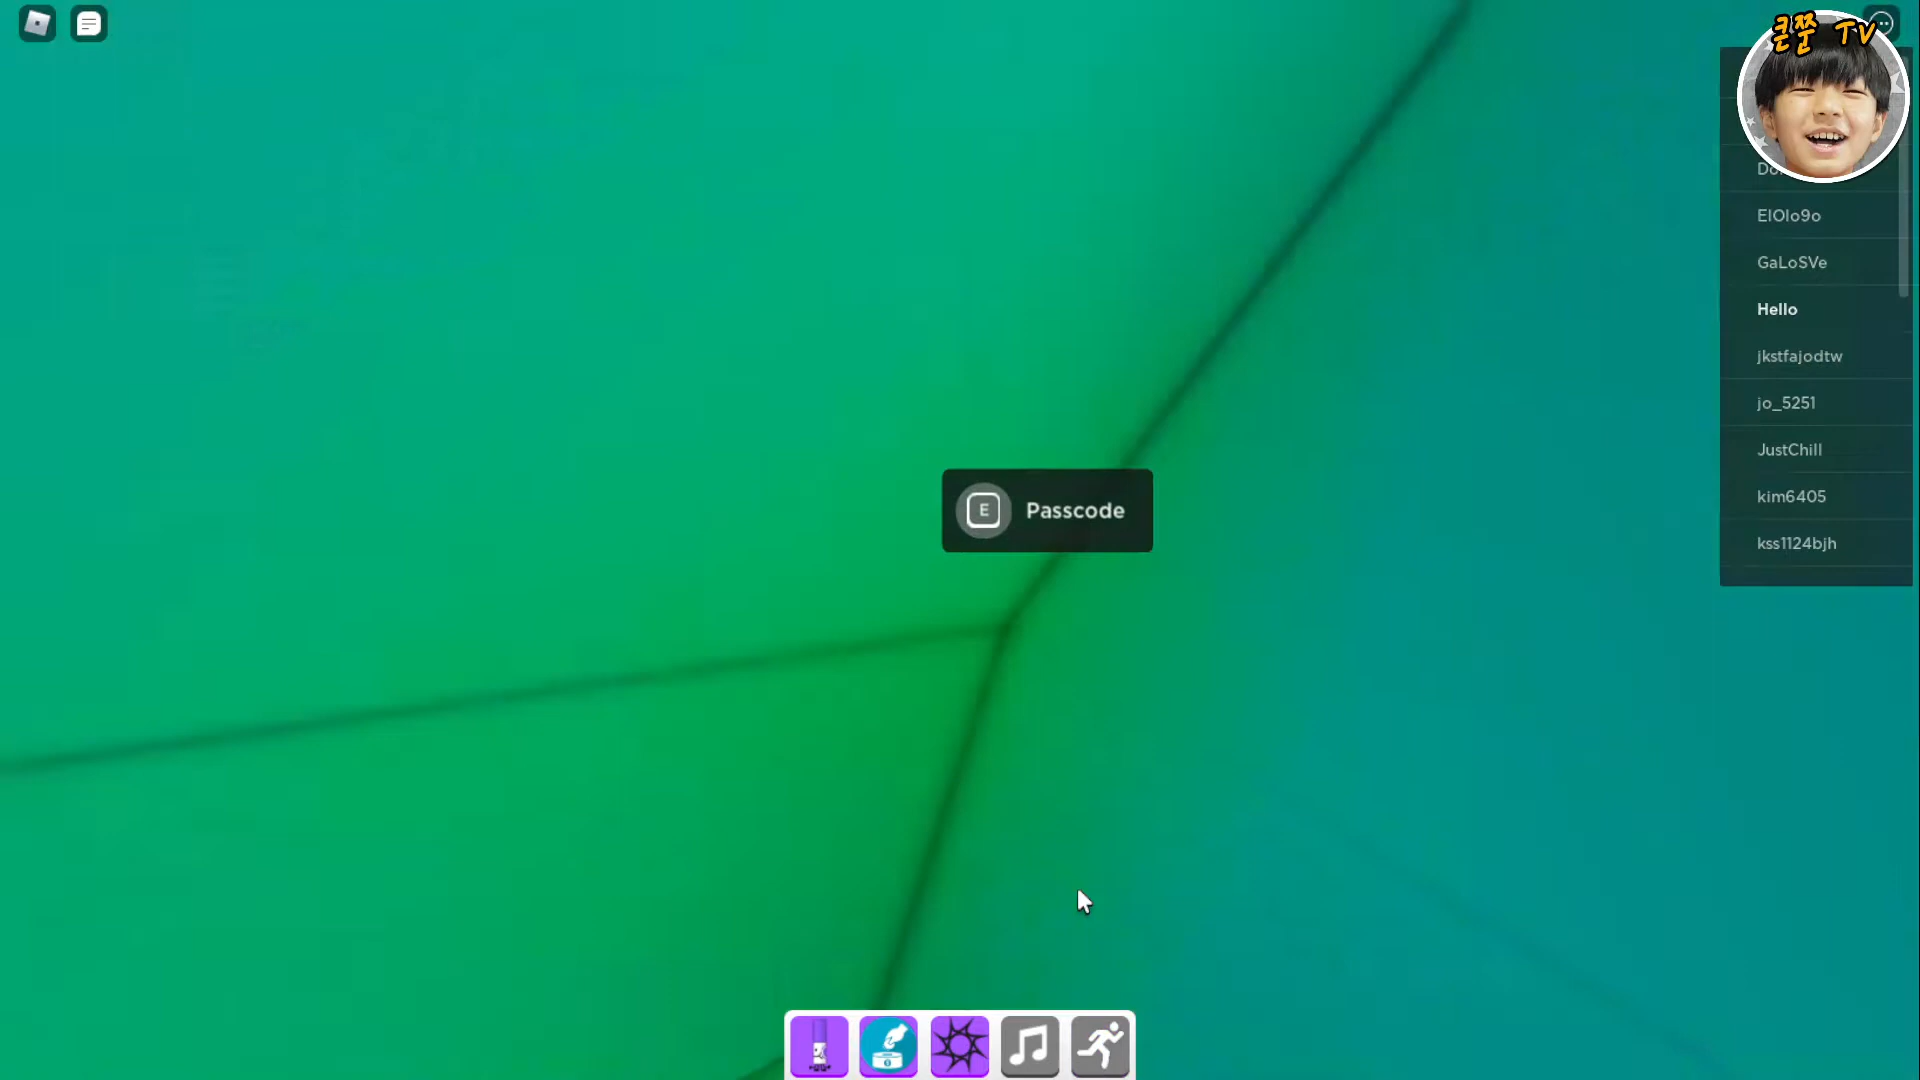 큰쭌 TV
ElOlo9o
GaLoSVe
Hello
jkstfajodtw
jo_5251
JustChill
kim6405
kss1124bjh
E Passcode